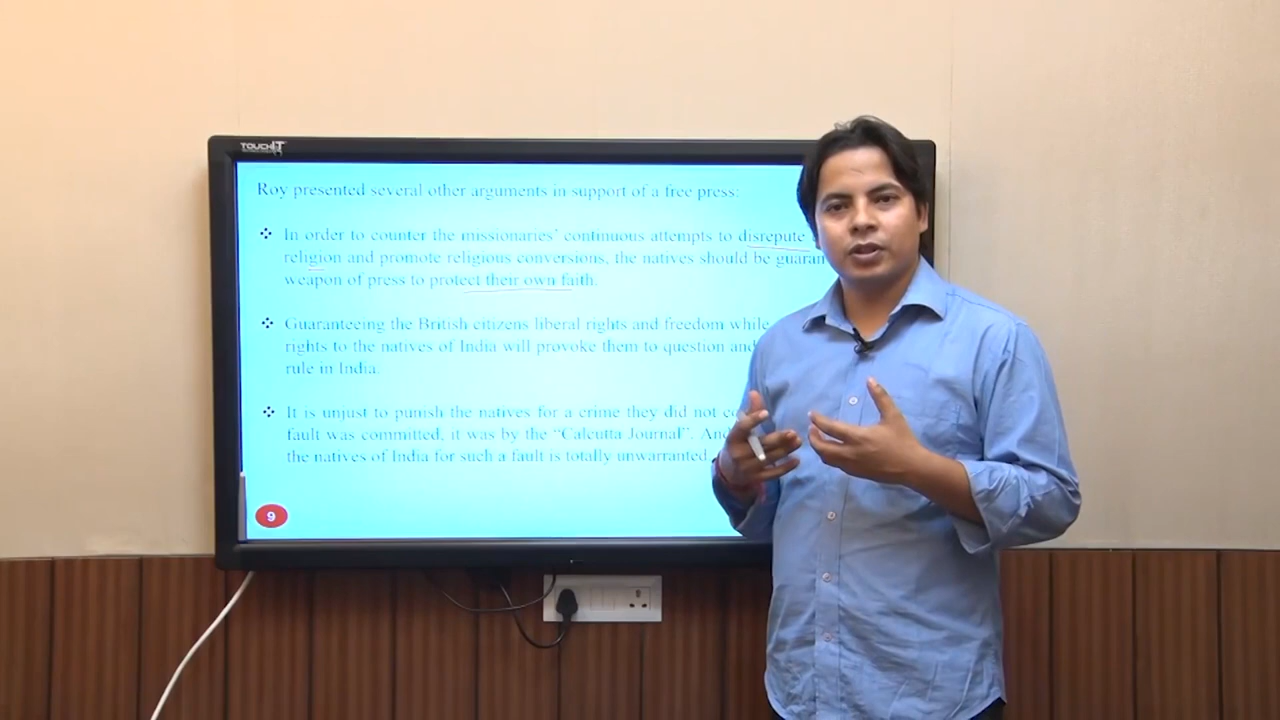 TOUCHIT
Roy presented several other arguments in support of a free press:
❖ In order to counter the missionaries' continuous attempts to disrepute
religion and promote religious conversions, the natives should be
weapon of press to protect their own faith.
❖ Guaranteeing the British citizens liberal rights and freedom while
rights to the natives of India will provoke them to question and
rule in India.
❖ It is unjust to punish the natives for a crime they did not
fault was committed, it was by the "Calcutta Journal". And
the natives of India for such a fault is totally unwarranted
9